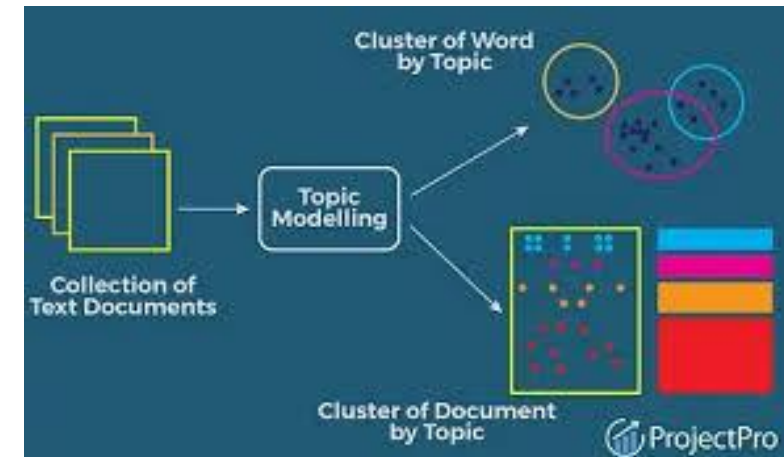 Cluster of Word
by Topic
Topic
Modelling
Collection of
Text Documents
Cluster of Document
by Topic
ProjectPro